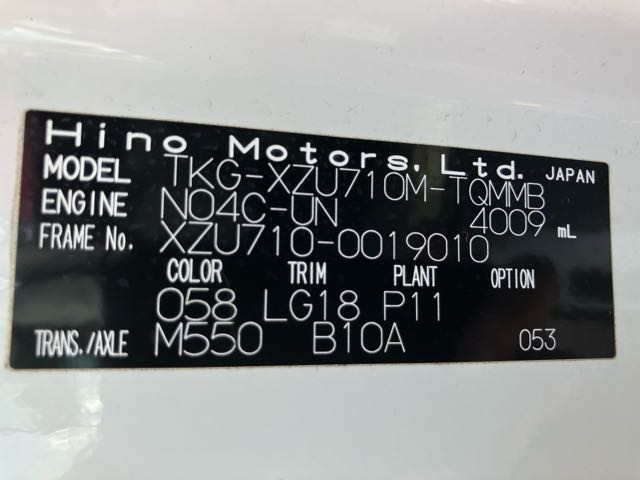 Hino Motors, Ltd. JAPAN
MODEL TKG-XZU710M-TQMMB
ENGINE N04C-UN 4009 mL
FRAME No. XZU710-0019010
COLOR TRIM PLANT OPTION
058 LG18 P11
TRANS./AXLE M550 B10A 053